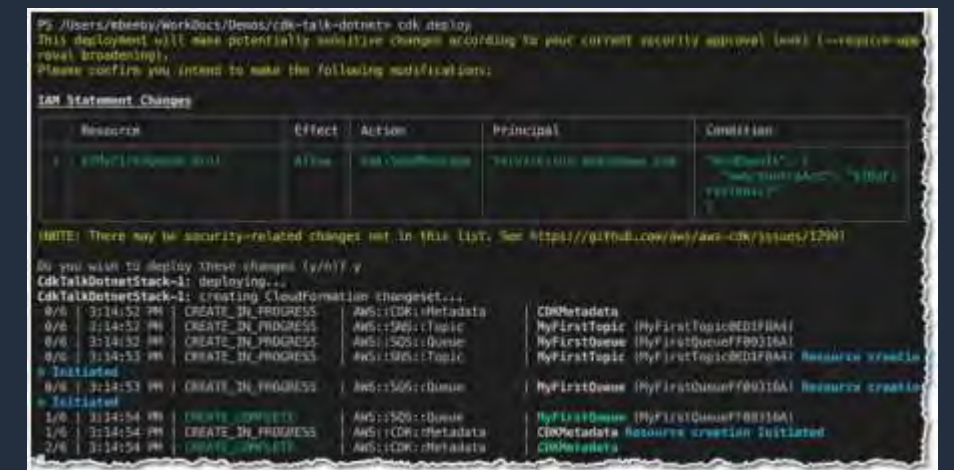 PS /Users/mbeeby/WorkDocs/Demos/cdk-talk-dotnet> cdk deploy
This deployment will make potentially sensitive changes according to your current security approval level (--require-app
roval broadening).
Please confirm you intend to make the following modifications:
IAM Statement Changes
Resource Effect Action Principal Condition
+ Allow
(NOTE: There may be security-related changes not in this list. See https://github.com/aws/aws-cdk/issues/1299)
Do you wish to deploy these changes (y/n)? y
CdkTalkDotnetStack-1: deploying...
CdkTalkDotnetStack-1: creating CloudFormation changeset...
0/6 | 3:14:52 PM | CREATE_IN_PROGRESS | AWS::CDK::Metadata | CDKMetadata
0/6 | 3:14:52 PM | CREATE_IN_PROGRESS | AWS::SNS::Topic | MyFirstTopic
0/6 | 3:14:52 PM | CREATE_IN_PROGRESS | AWS::SQS::Queue | MyFirstQueue
0/6 | 3:14:53 PM | CREATE_IN_PROGRESS | AWS::SNS::Topic | MyFirstTopic Resource creatio
n Initiated
0/6 | 3:14:53 PM | CREATE_IN_PROGRESS | AWS::SQS::Queue | MyFirstQueue Resource creatio
n Initiated
1/6 | 3:14:54 PM | CREATE_COMPLETE | AWS::SQS::Queue | MyFirstQueue
1/6 | 3:14:54 PM | CREATE_IN_PROGRESS | AWS::CDK::Metadata | CDKMetadata Resource creation Initiated
2/6 | 3:14:54 PM | CREATE_COMPLETE | AWS::CDK::Metadata | CDKMetadata